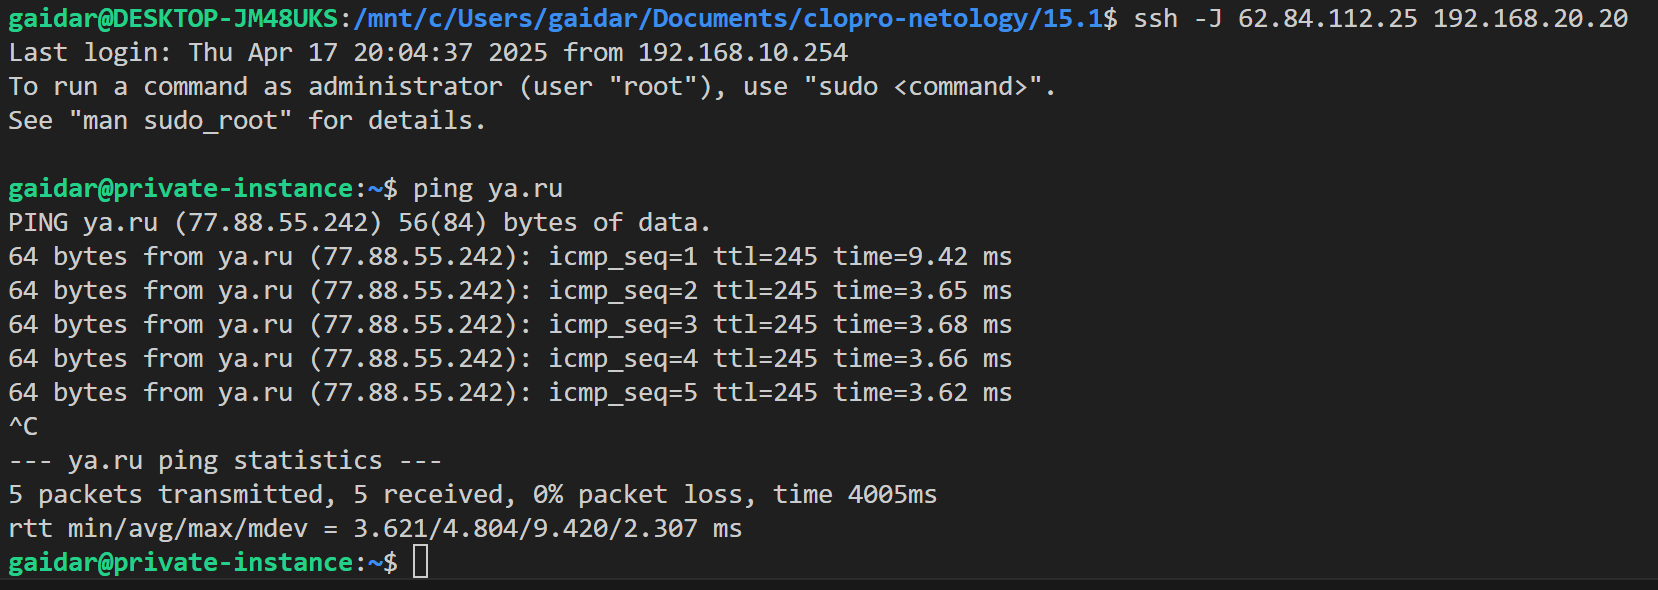 gaidar@DESKTOP-JM48UKS:/mnt/c/Users/gaidar/Documents/clopro-netology/15.1$ ssh -J 62.84.112.25 192.168.20.20
Last login: Thu Apr 17 20:04:37 2025 from 192.168.10.254
To run a command as administrator (user "root"), use "sudo <command>".
See "man sudo_root" for details.

gaidar@private-instance:~$ ping ya.ru
PING ya.ru (77.88.55.242) 56(84) bytes of data.
64 bytes from ya.ru (77.88.55.242): icmp_seq=1 ttl=245 time=9.42 ms
64 bytes from ya.ru (77.88.55.242): icmp_seq=2 ttl=245 time=3.65 ms
64 bytes from ya.ru (77.88.55.242): icmp_seq=3 ttl=245 time=3.68 ms
64 bytes from ya.ru (77.88.55.242): icmp_seq=4 ttl=245 time=3.66 ms
64 bytes from ya.ru (77.88.55.242): icmp_seq=5 ttl=245 time=3.62 ms
^C
--- ya.ru ping statistics ---
5 packets transmitted, 5 received, 0% packet loss, time 4005ms
rtt min/avg/max/mdev = 3.621/4.804/9.420/2.307 ms
gaidar@private-instance:~$